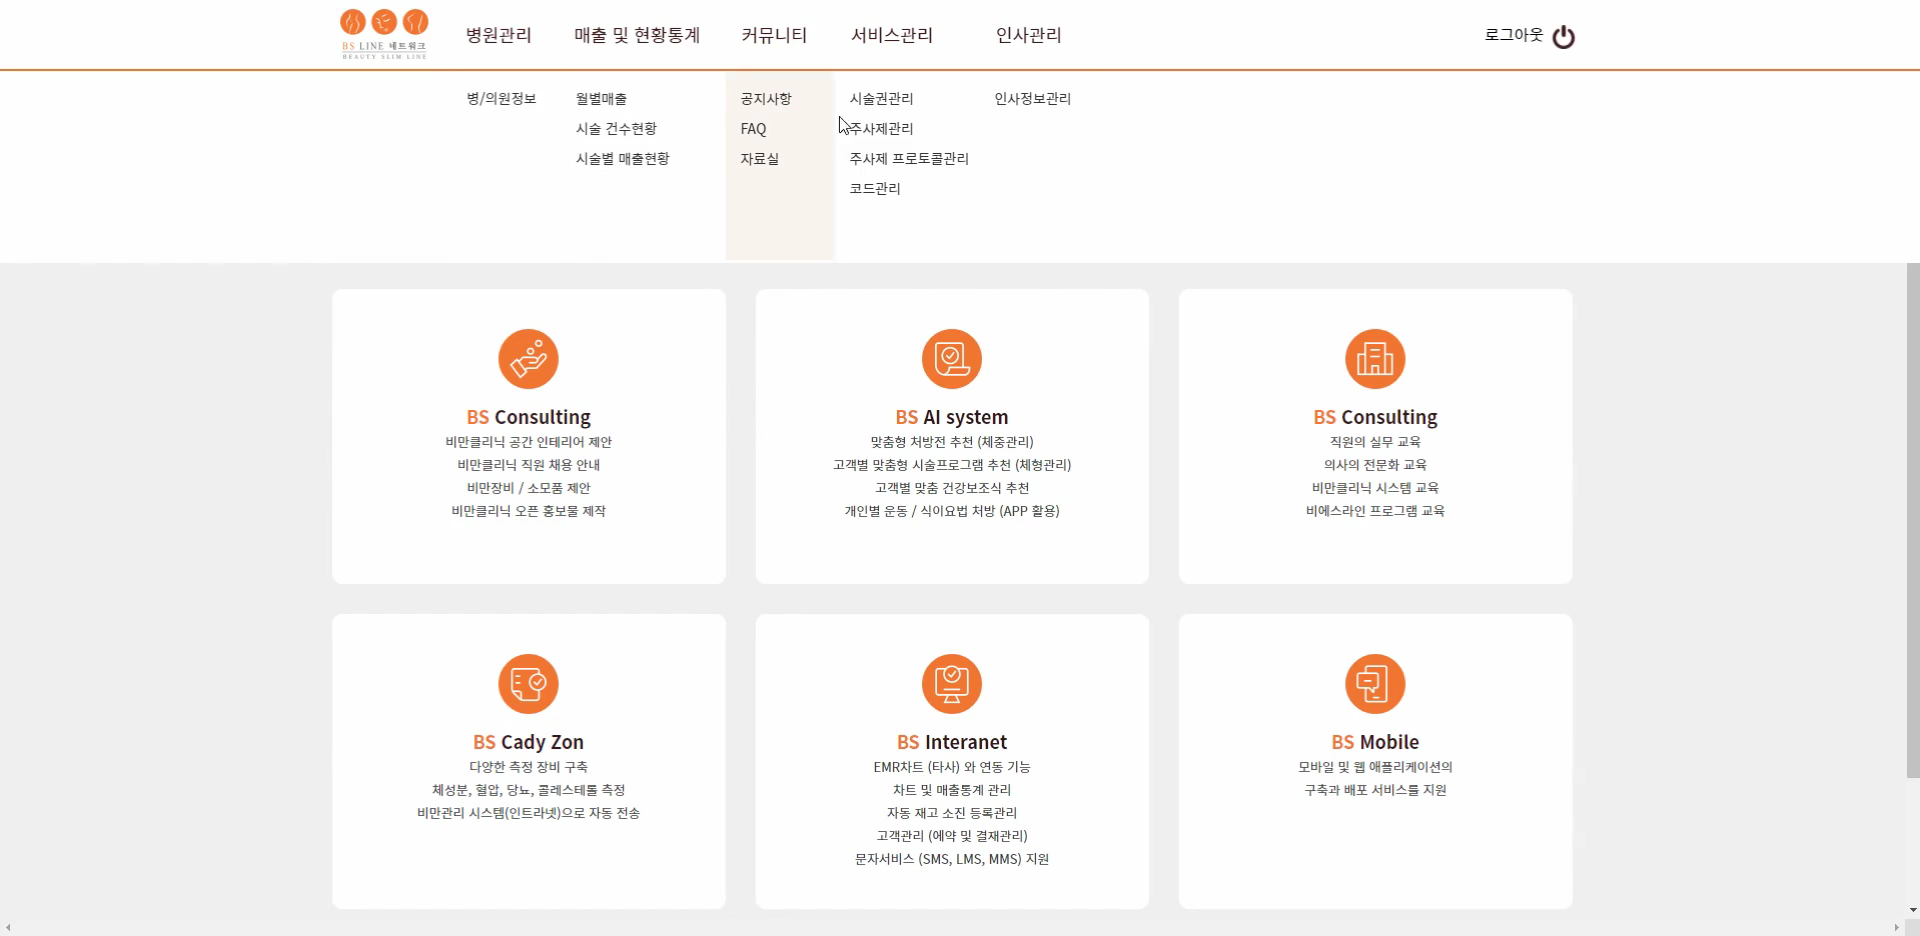 BS LINE 네트워크
BEAUTY SLIM LINE
병원관리
매출 및 현황통계
커뮤니티
서비스관리
인사관리
로그아웃
병/의원정보
월별매출
시술 건수현황
시술별 매출현황
공지사항
FAQ
자료실
시술권관리
주사제관리
주사제 프로토콜관리
코드관리
인사정보관리
BS Consulting
비만클리닉 공간 인테리어 제안
비만클리닉 직원 채용 안내
비만장비 / 소모품 제안
비만클리닉 오픈 홍보물 제작
BS AI system
맞춤형 처방전 추천 (체중관리)
고객별 맞춤형 시술프로그램 추천 (체형관리)
고객별 맞춤 건강보조식 추천
개인별 운동 / 식이요법 처방 (APP 활용)
BS Consulting
직원의 실무 교육
의사의 전문화 교육
비만클리닉 시스템 교육
비에스라인 프로그램 교육
BS Cady Zon
다양한 측정 장비 구축
체성분, 혈압, 당뇨, 콜레스테롤 측정
비만관리 시스템(인트라넷)으로 자동 전송
BS Interanet
EMR차트 (타사) 와 연동 기능
차트 및 매출통계 관리
자동 재고 소진 등록관리
고객관리 (예약 및 결재관리)
문자서비스 (SMS, LMS, MMS) 지원
BS Mobile
모바일 및 웹 애플리케이션의
구축과 배포 서비스를 지원